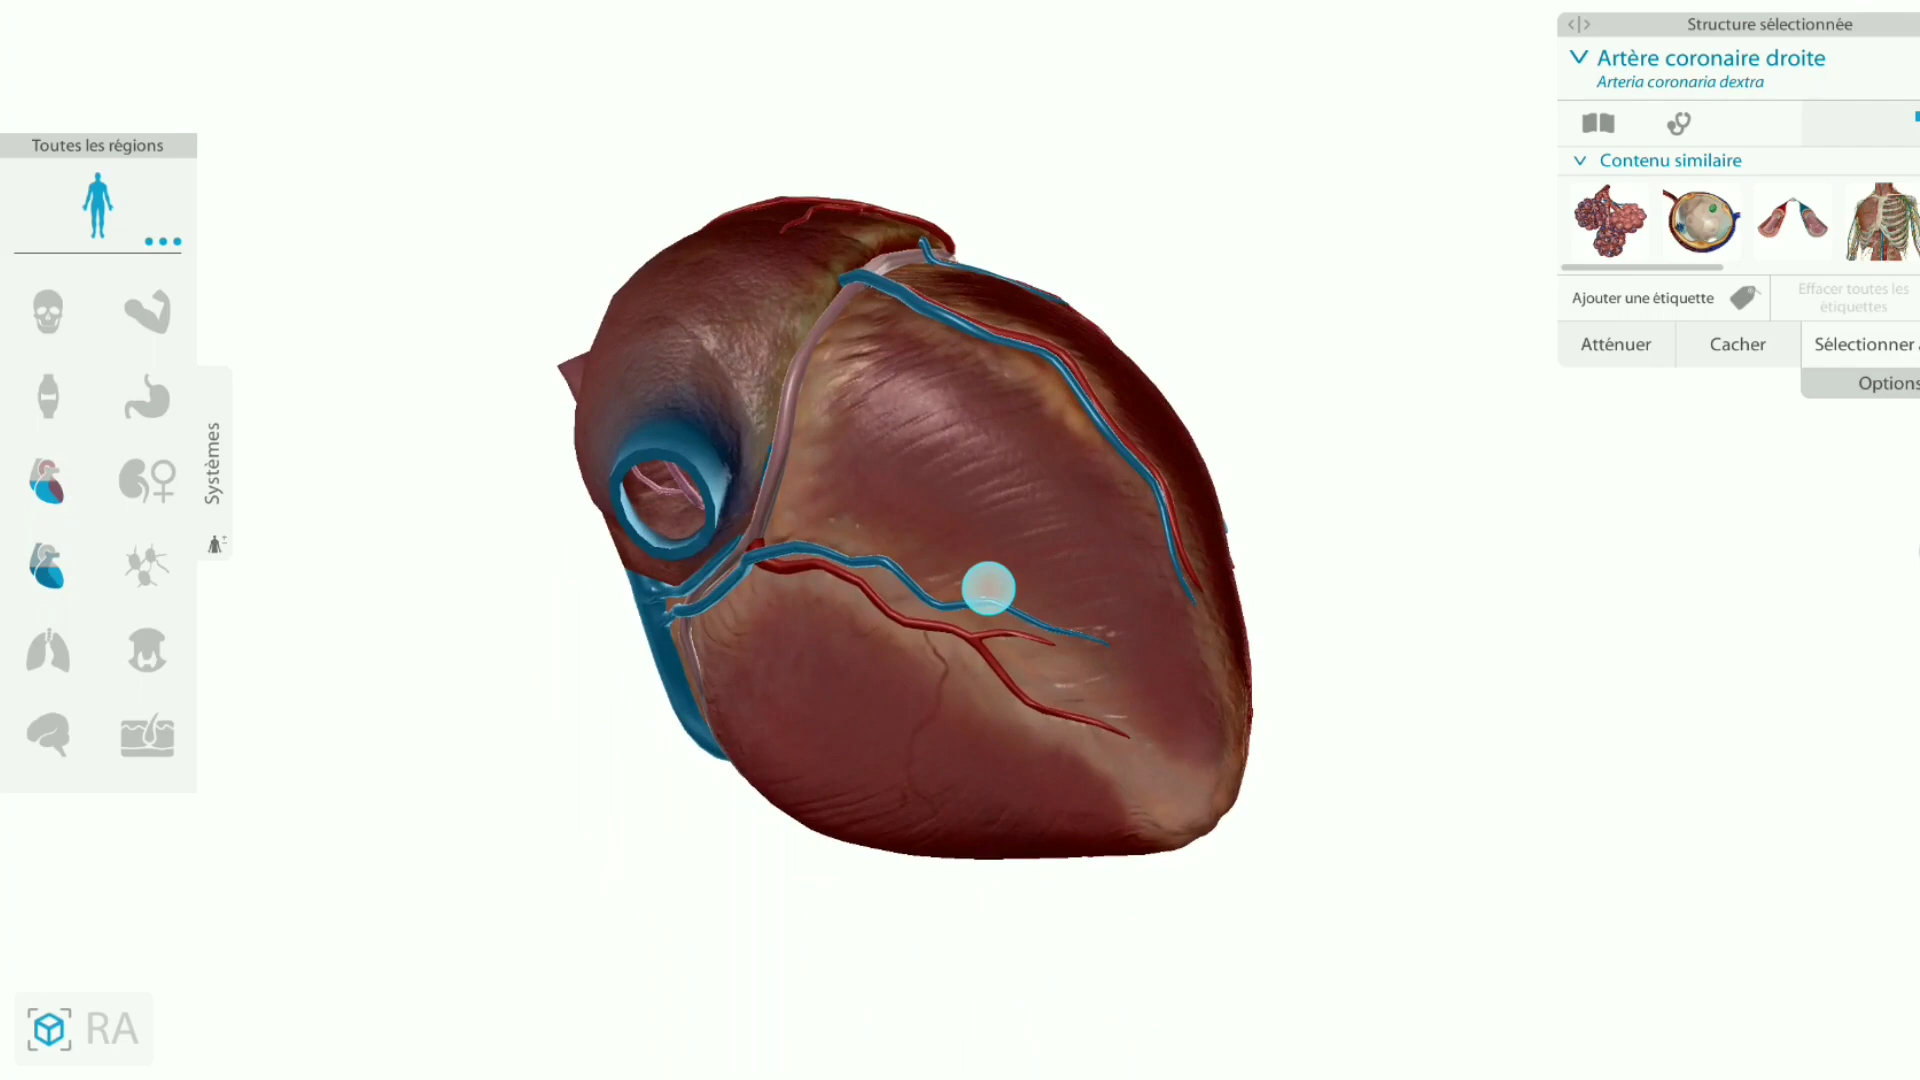 Structure sélectionnée
Artère coronaire droite
Arteria coronaria dextra
Toutes les régions
Contenu similaire
Ajouter une étiquette
Effacer toutes les
étiquettes
Atténuer
Cacher
Sélectionner
Options
Systèmes
RA